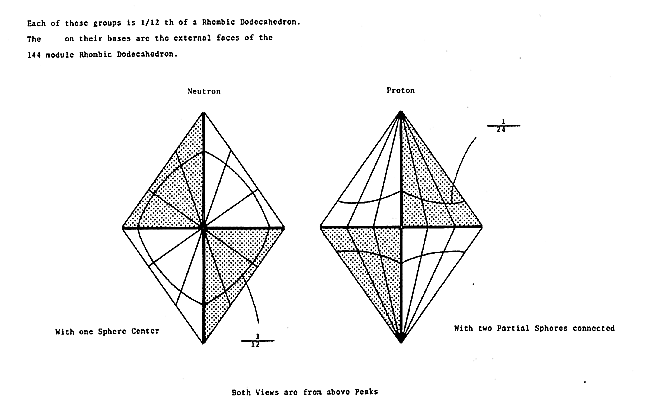 Each of these groups is 1/12 th of a Rhombic Dodecahedron.
The on their bases are the external faces of the
144 module Rhombic Dodecahedron.
Neutron
Proton
1
24
With one Sphere Center
1
12
With two Partial Spheres connected
Both Views are from above Peaks